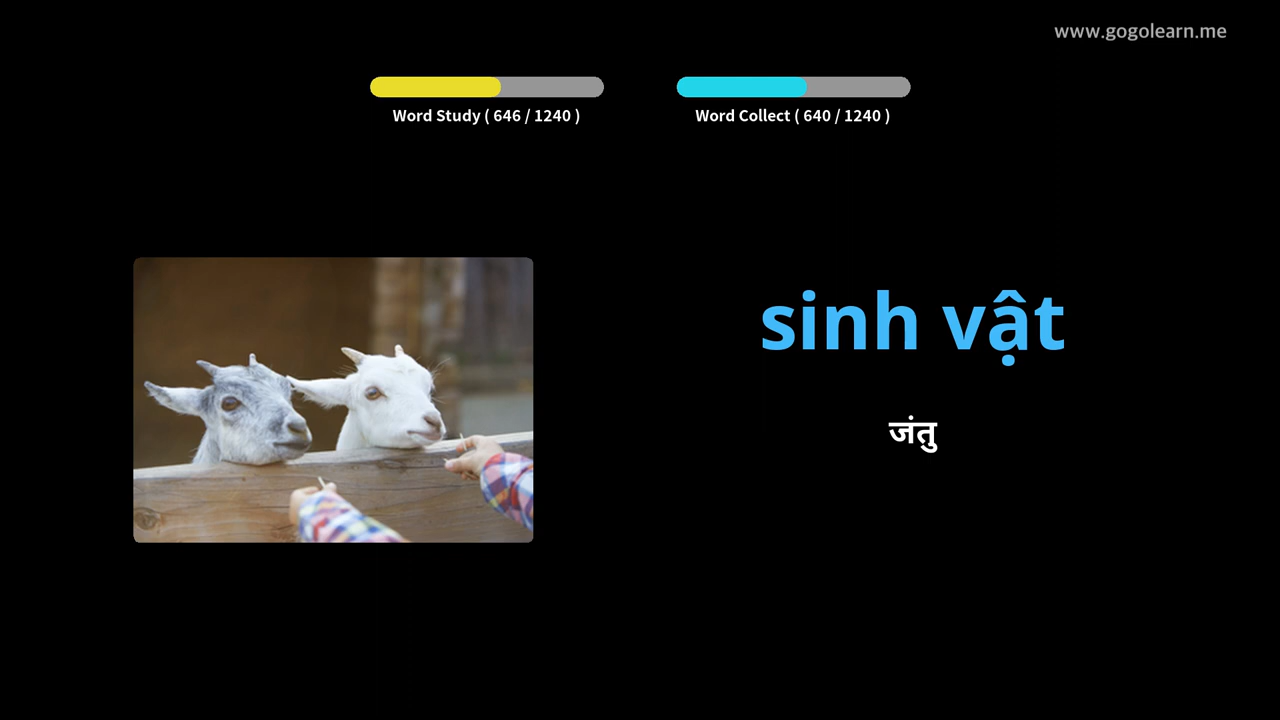 www.gogolearn.me
Word Study ( 646 / 1240 )
Word Collect ( 640 / 1240 )
sinh vật
जंतु